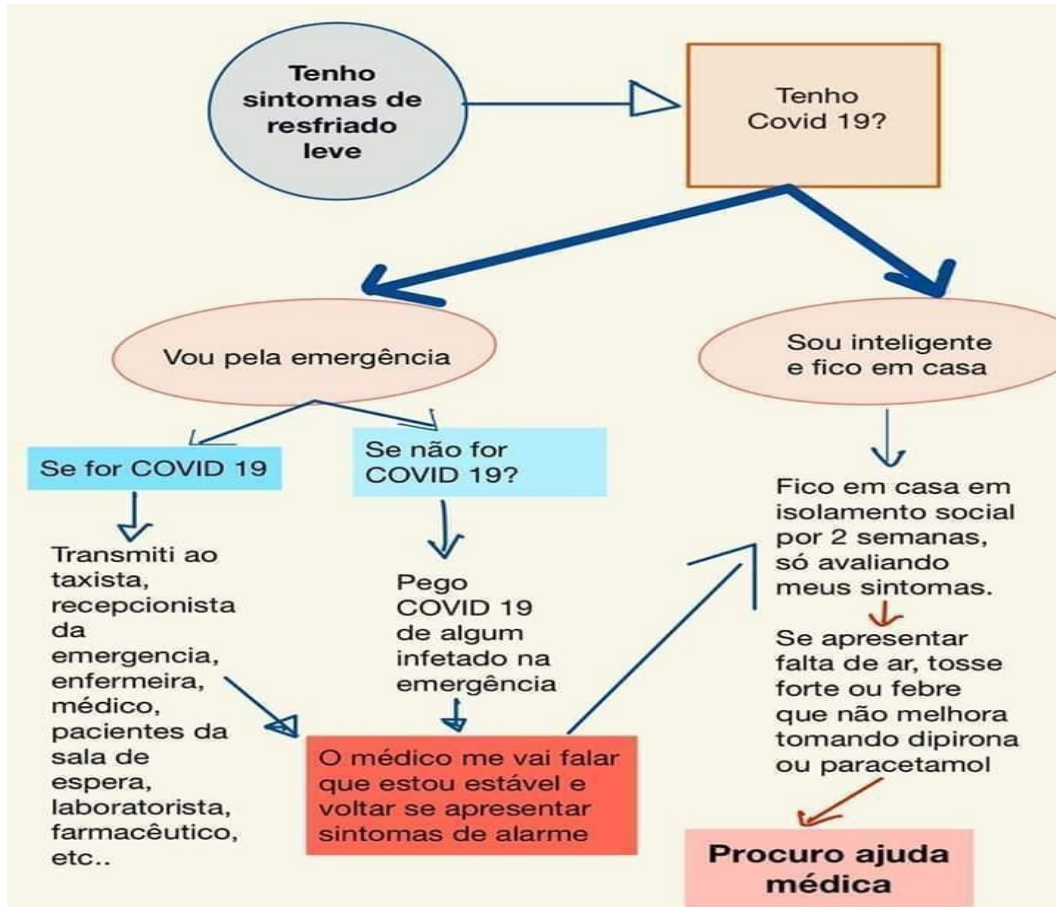 Tenho
sintomas de
resfriado
leve
Tenho
Covid 19?
Vou pela emergência
Sou inteligente
e fico em casa
Se for COVID 19
Se não for
COVID 19?
Transmiti ao
taxista,
recepcionista
da
emergencia,
enfermeira,
médico,
pacientes da
sala de
espera,
laboratorista,
farmacêutico,
etc..
Pego
COVID 19
de algum
infetado na
emergência
O médico me vai falar
que estou estável e
voltar se apresentar
sintomas de alarme
Fico em casa em
isolamento social
por 2 semanas,
só avaliando
meus sintomas.
Se apresentar
falta de ar, tosse
forte ou febre
que não melhora
tomando dipirona
ou paracetamol
Procuro ajuda
médica